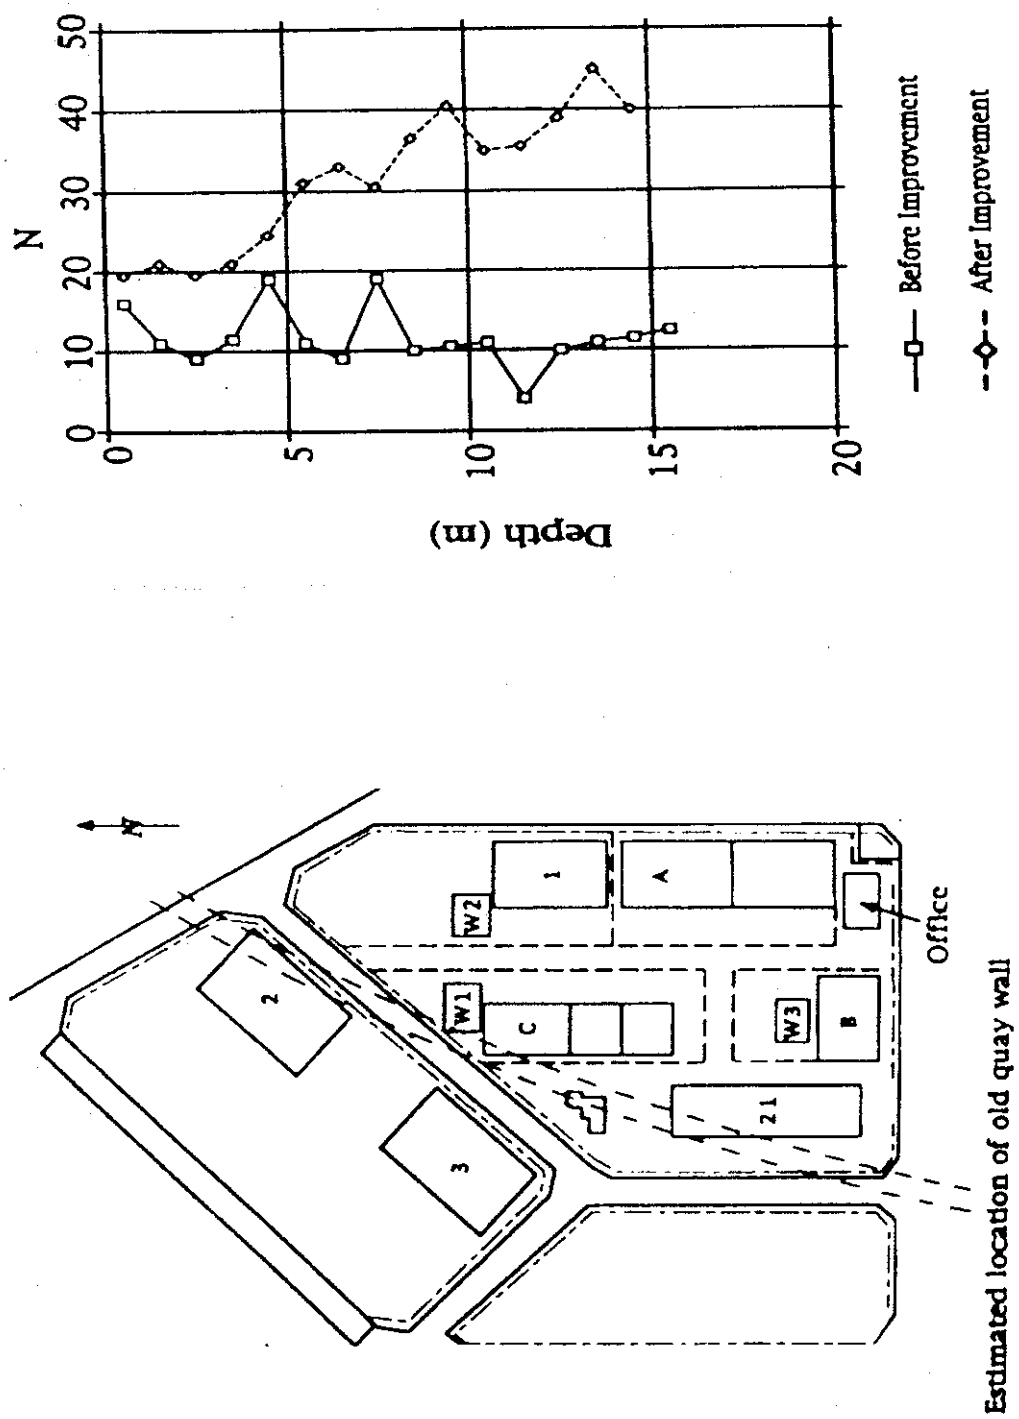 N
0
10
20
30
40
50
0
5
10
15
20
Depth (m)
Before Improvement
After Improvement
N
2
3
W2
1
A
W1
C
W3
B
21
Office
Estimated location of old quay wall